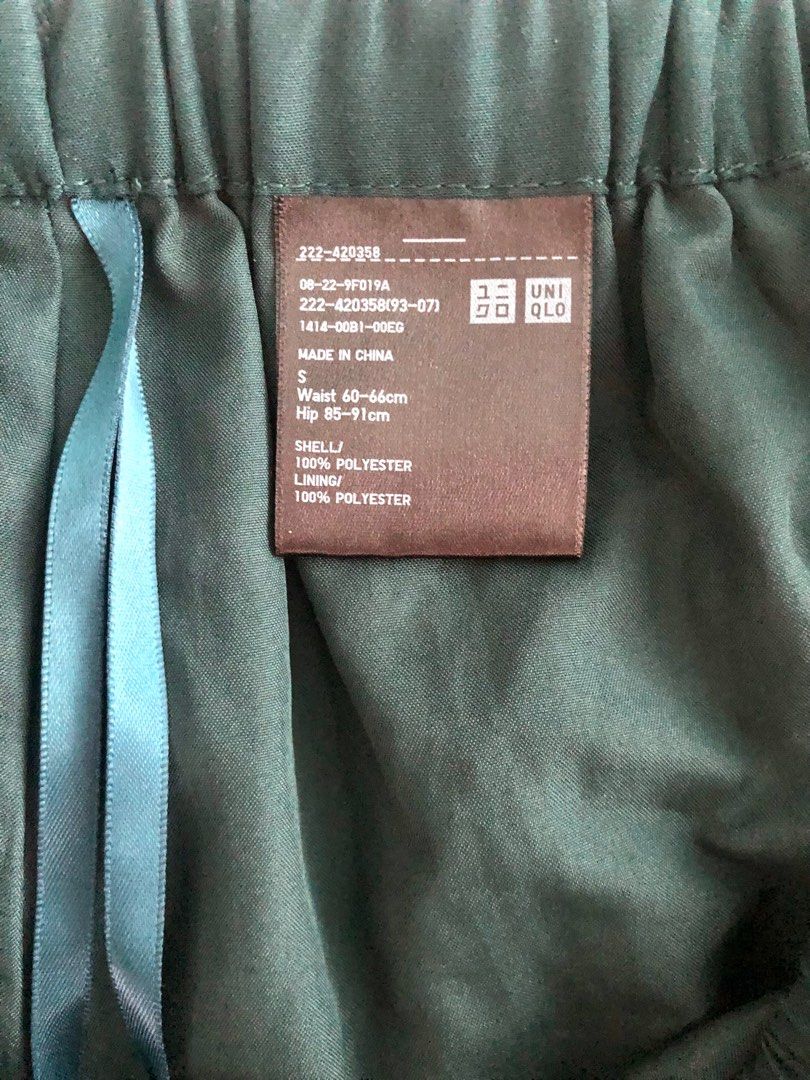 222-420358
08-22-9F019A
222-420358(93-07)
1414-00B1-00EG
ユニ
クロ
UNI
QLO
MADE IN CHINA
S
Waist 60-66cm
Hip 85-91cm
SHELL/
100% POLYESTER
LINING/
100% POLYESTER